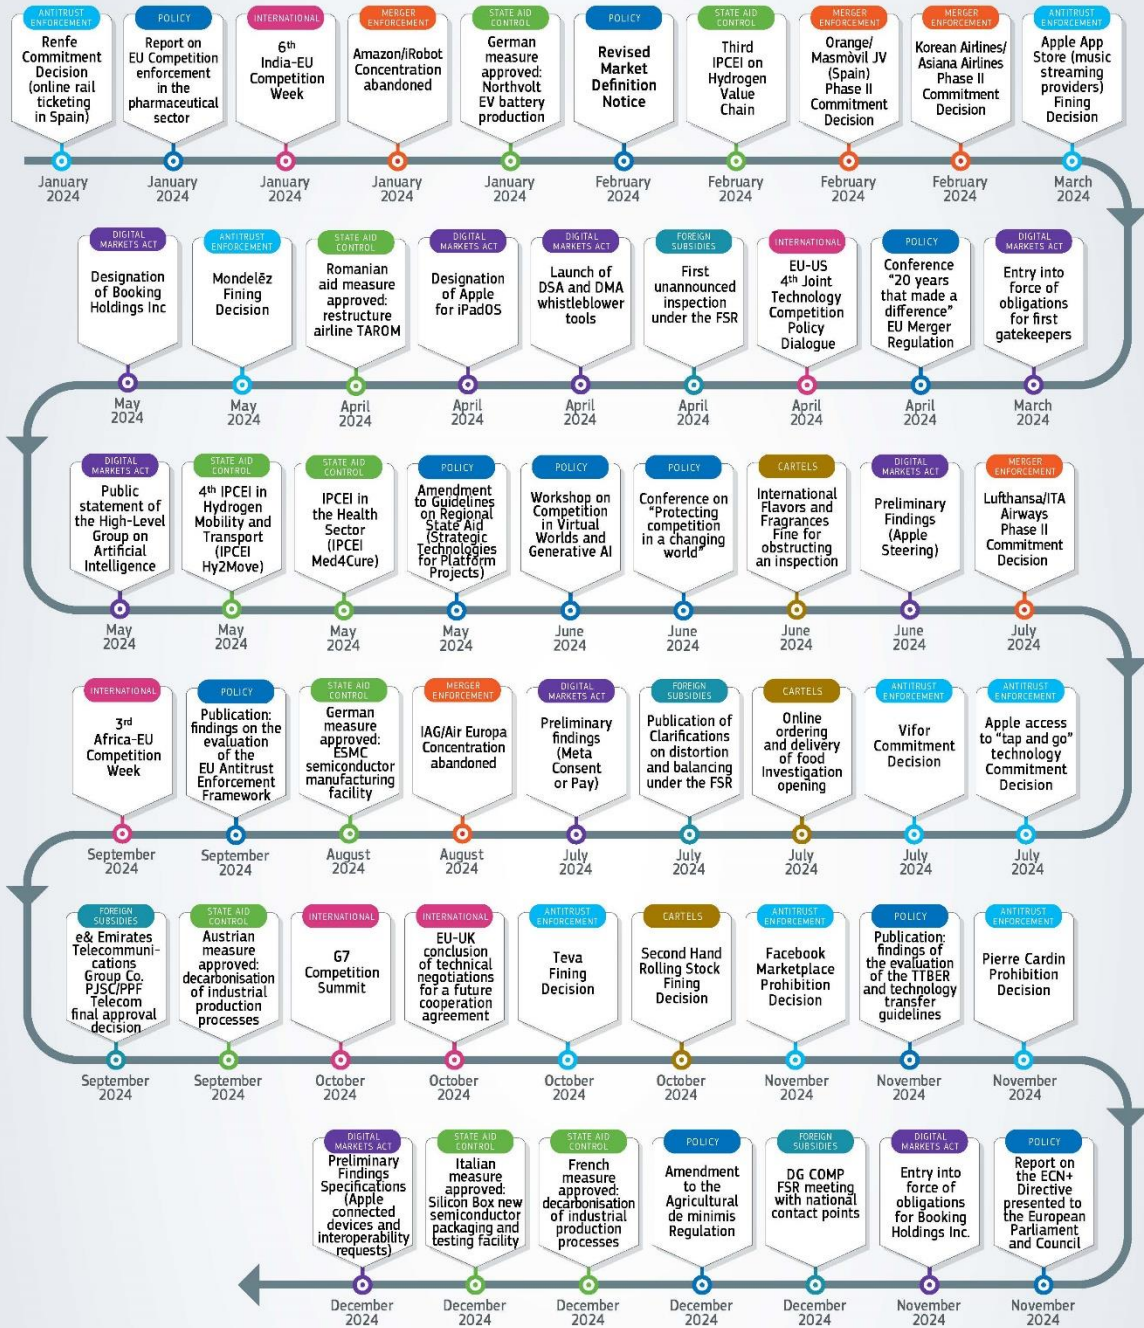 ANTITRUST
ENFORCEMENT
Renfe
Commitment
Decision
(online rail
ticketing
in Spain)
January
2024
POLICY
Report on
EU Competition
enforcement
in the
pharmaceutical
sector
January
2024
INTERNATIONAL
6th
India-EU
Competition
Week
January
2024
MERGER
ENFORCEMENT
Amazon/iRobot
Concentration
abandoned
January
2024
STATE AID
CONTROL
German
measure
approved:
Northvolt
EV battery
production
January
2024
POLICY
Revised
Market
Definition
Notice
February
2024
STATE AID
CONTROL
Third
IPCEI on
Hydrogen
Value
Chain
February
2024
MERGER
ENFORCEMENT
Orange/
Masmòvil JV
(Spain)
Phase II
Commitment
Decision
February
2024
MERGER
ENFORCEMENT
Korean Airlines/
Asiana Airlines
Phase II
Commitment
Decision
February
2024
ANTITRUST
ENFORCEMENT
Apple App
Store (music
streaming
providers)
Fining
Decision
March
2024
DIGITAL
MARKETS ACT
Designation
of Booking
Holdings Inc
May
2024
ANTITRUST
ENFORCEMENT
Mondelēz
Fining
Decision
May
2024
STATE AID
CONTROL
Romanian
aid measure
approved:
restructure
airline TAROM
April
2024
DIGITAL
MARKETS ACT
Designation
of Apple
for iPadOS
April
2024
DIGITAL
MARKETS ACT
Launch of
DSA and DMA
whistleblower
tools
April
2024
FOREIGN
SUBSIDIES
First
unannounced
inspection
under the FSR
April
2024
INTERNATIONAL
EU-US
4th Joint
Technology
Competition
Policy
Dialogue
April
2024
POLICY
Conference
“20 years
that made a
difference”
EU Merger
Regulation
April
2024
DIGITAL
MARKETS ACT
Entry into
force of
obligations
for first
gatekeepers
March
2024
DIGITAL
MARKETS ACT
Public
statement of
the High-Level
Group on
Artificial
Intelligence
May
2024
STATE AID
CONTROL
4th IPCEI in
Hydrogen
Mobility and
Transport
(IPCEI
Hy2Move)
May
2024
STATE AID
CONTROL
IPCEI in
the Health
Sector
(IPCEI
Med4Cure)
May
2024
POLICY
Amendment
to Guidelines
on Regional
State Aid
(Strategic
Technologies
for Platform
Projects)
May
2024
POLICY
Workshop on
Competition
in Virtual
Worlds and
Generative AI
June
2024
POLICY
Conference on
“Protecting
competition
in a changing
world”
June
2024
CARTELS
International
Flavors and
Fragrances
Fine for
obstructing
an inspection
June
2024
DIGITAL
MARKETS ACT
Preliminary
Findings
(Apple
Steering)
June
2024
MERGER
ENFORCEMENT
Lufthansa/ITA
Airways
Phase II
Commitment
Decision
July
2024
INTERNATIONAL
3rd
Africa-EU
Competition
Week
September
2024
POLICY
Publication:
findings on the
evaluation
of the
EU Antitrust
Enforcement
Framework
September
2024
STATE AID
CONTROL
German
measure
approved:
ESMC
semiconductor
manufacturing
facility
August
2024
MERGER
ENFORCEMENT
IAG/Air Europa
Concentration
abandoned
August
2024
DIGITAL
MARKETS ACT
Preliminary
findings
(Meta
Consent
or Pay)
July
2024
FOREIGN
SUBSIDIES
Publication of
Clarifications
on distortion
and balancing
under the FSR
July
2024
CARTELS
Online
ordering
and delivery
of food
Investigation
opening
July
2024
ANTITRUST
ENFORCEMENT
Vifor
Commitment
Decision
July
2024
ANTITRUST
ENFORCEMENT
Apple access
to “tap and go”
technology
Commitment
Decision
July
2024
FOREIGN
SUBSIDIES
e& Emirates
Telecommuni-
cations
Group Co.
PJSC/PPF
Telecom
final approval
decision
September
2024
STATE AID
CONTROL
Austrian
measure
approved:
decarbonisation
of industrial
production
processes
September
2024
INTERNATIONAL
G7
Competition
Summit
October
2024
INTERNATIONAL
EU-UK
conclusion
of technical
negotiations
for a future
cooperation
agreement
October
2024
ANTITRUST
ENFORCEMENT
Teva
Fining
Decision
October
2024
CARTELS
Second Hand
Rolling Stock
Fining
Decision
October
2024
ANTITRUST
ENFORCEMENT
Facebook
Marketplace
Prohibition
Decision
November
2024
POLICY
Publication:
findings of
the evaluation
of the TTBER
and technology
transfer
guidelines
November
2024
ANTITRUST
ENFORCEMENT
Pierre Cardin
Prohibition
Decision
November
2024
DIGITAL
MARKETS ACT
Preliminary
Findings
Specifications
(Apple
connected
devices and
interoperability
requests)
December
2024
STATE AID
CONTROL
Italian
measure
approved:
Silicon Box new
semiconductor
packaging and
testing facility
December
2024
STATE AID
CONTROL
French
measure
approved:
decarbonisation
of industrial
production
processes
December
2024
POLICY
Amendment
to the
Agricultural
de minimis
Regulation
December
2024
FOREIGN
SUBSIDIES
DG COMP
FSR meeting
with national
contact points
December
2024
DIGITAL
MARKETS ACT
Entry into
force of
obligations
for Booking
Holdings Inc.
November
2024
POLICY
Report on
the ECN+
Directive
presented to
the European
Parliament
and Council
November
2024